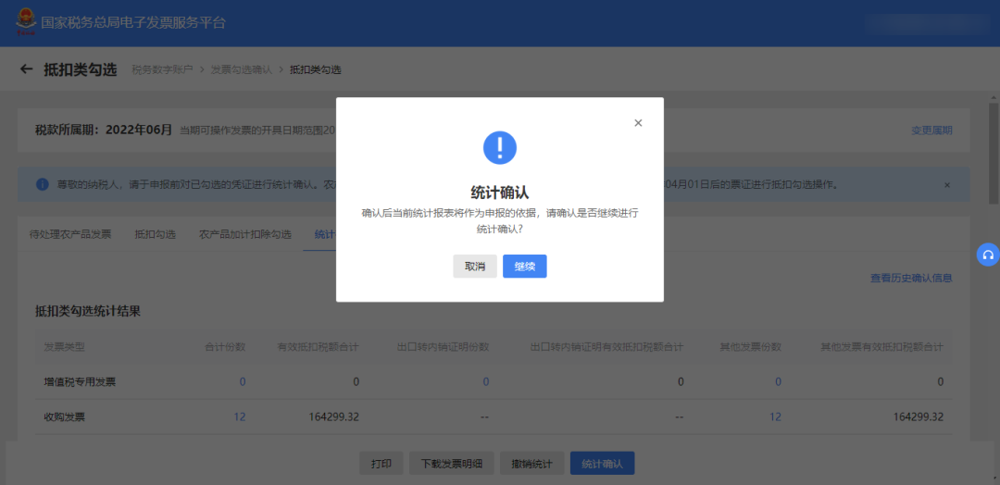 国家税务总局电子发票服务平台
抵扣类勾选 税务数字账户 > 发票勾选确认 > 抵扣类勾选
税款所属期：2022年06月 当期可操作发票的开具日期范围20
变更属期
尊敬的纳税人，请于申报前对已勾选的凭证进行统计确认。农
04月01日后的票证进行抵扣勾选操作。
待处理农产品发票 抵扣勾选 农产品加计扣除勾选 统计
统计确认
确认后当前统计报表将作为申报的依据，请确认是否继续进行
统计确认？
取消 继续
查看历史确认信息
抵扣类勾选统计结果
发票类型 合计份数 有效抵扣税额合计 出口转内销证明份数 出口转内销证明有效抵扣税额合计 其他发票份数 其他发票有效抵扣税额合计
增值税专用发票 0 0 0 0 0 0
收购发票 12 164299.32 -- -- 12 164299.32
打印 下载发票明细 撤销统计 统计确认